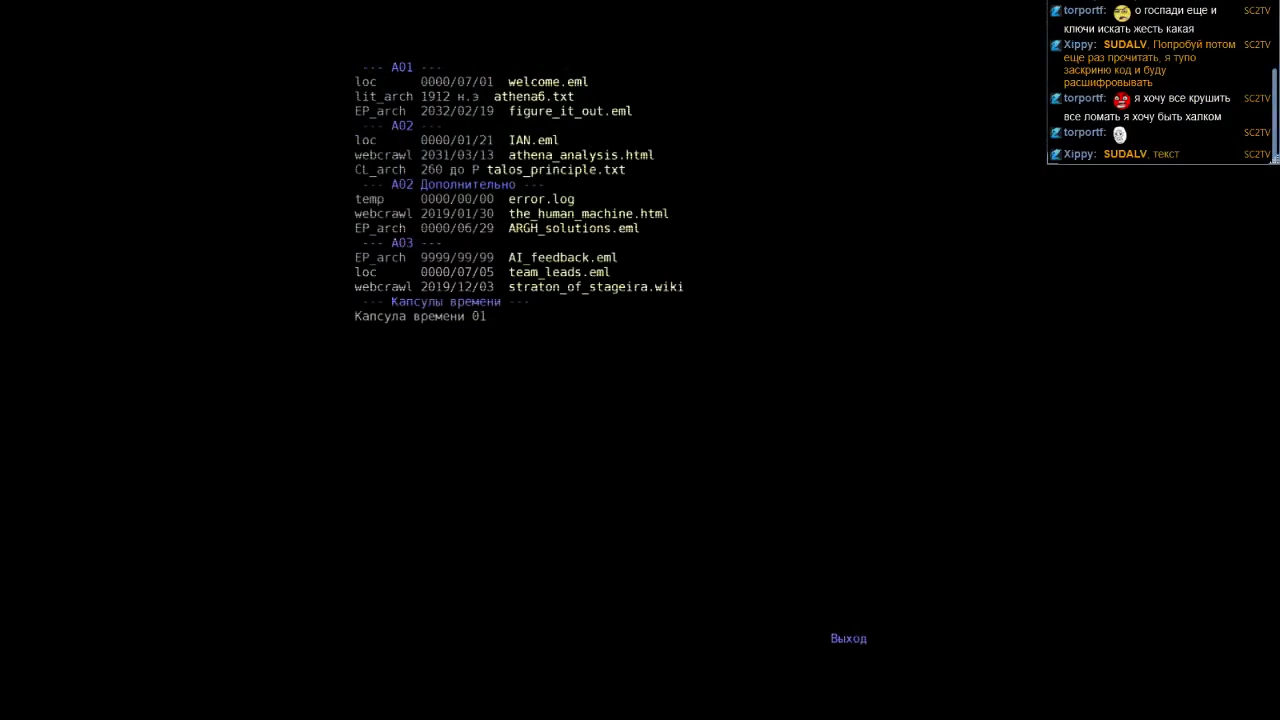 --- A01 ---
loc 0000/07/01 welcome.eml
lit_arch 1912 н.э athena6.txt
EP_arch 2032/02/19 figure_it_out.eml
--- A02 ---
loc 0000/01/21 IAN.eml
webcrawl 2031/03/13 athena_analysis.html
CL_arch 260 до Р talos_principle.txt
--- A02 Дополнительно ---
temp 0000/00/00 error.log
webcrawl 2019/01/30 the_human_machine.html
EP_arch 0000/06/29 ARGH_solutions.eml
--- A03 ---
EP_arch 9999/99/99 AI_feedback.eml
loc 0000/07/05 team_leads.eml
webcrawl 2019/12/03 straton_of_stageira.wiki
--- Капсулы времени ---
Капсула времени 01
Выход
torportf: о госпади еще и SC2TV
ключи искать жесть какая
Xippy: SUDALV, Попробуй потом SC2TV
еще раз прочитать, я тупо
заскриню код и буду
расшифровывать
torportf: я хочу все крушить SC2TV
все ломать я хочу быть халком
torportf: SC2TV
Xippy: SUDALV, текст SC2TV